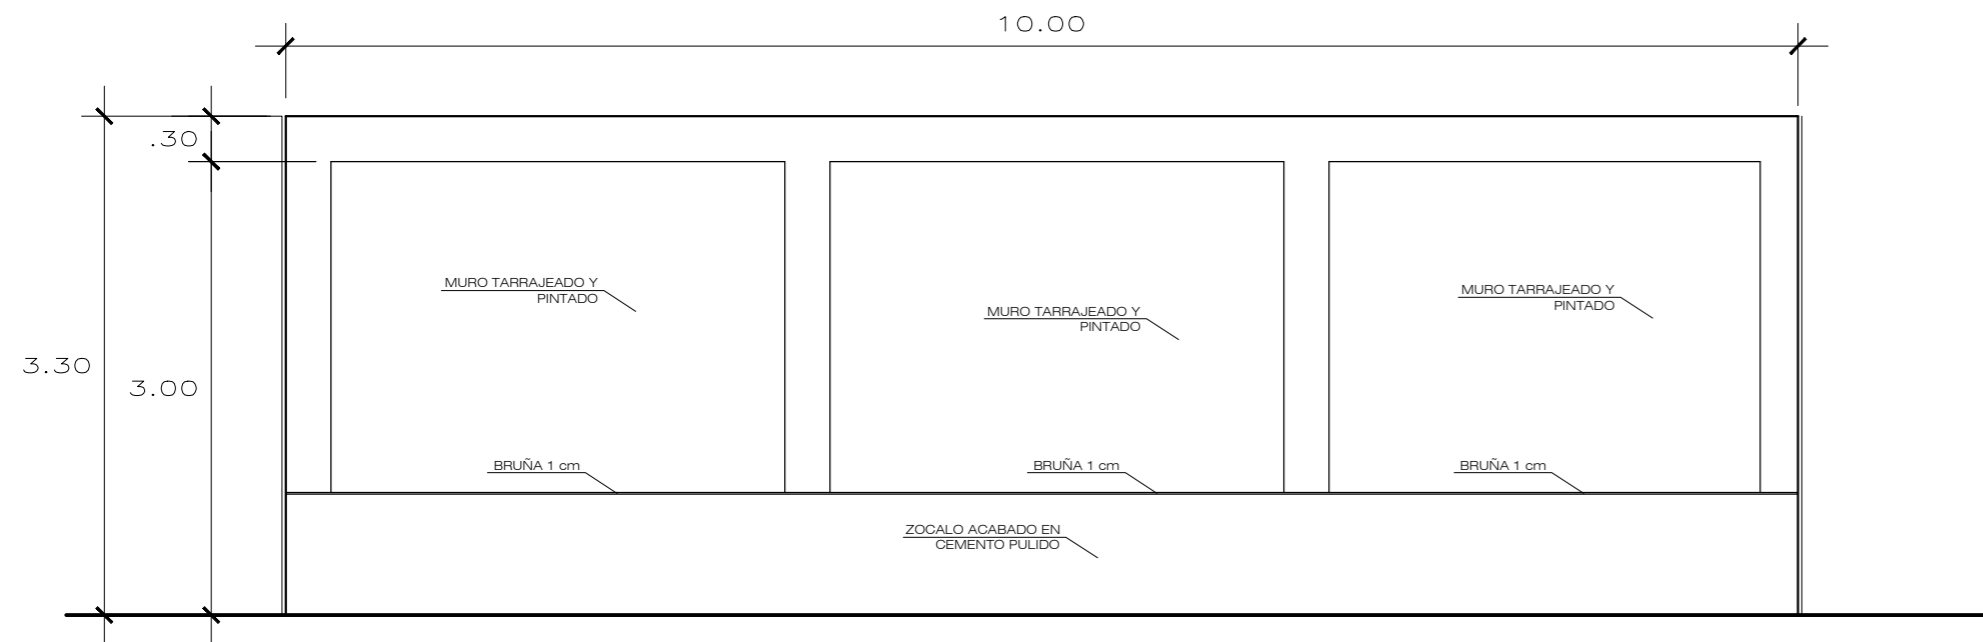 10.00
.30
3.30
3.00
MURO TARRAJEADO Y
PINTADO
MURO TARRAJEADO Y
PINTADO
MURO TARRAJEADO Y
PINTADO
BRUÑA 1 cm
BRUÑA 1 cm
BRUÑA 1 cm
ZOCALO ACABADO EN
CEMENTO PULIDO